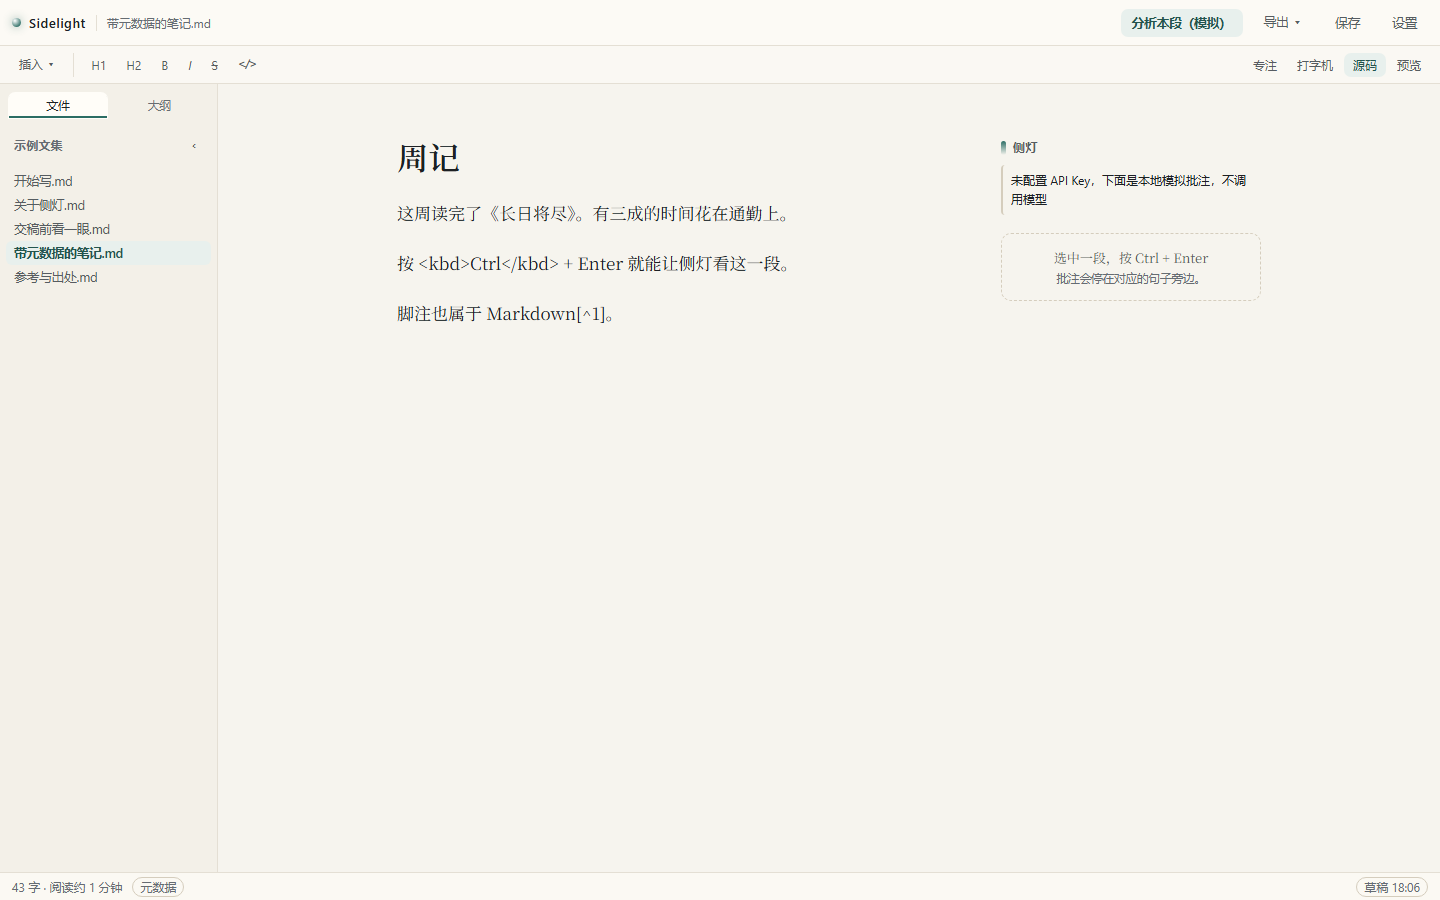 Sidelight
带元数据的笔记.md
分析本段（模拟）
导出
保存
设置
插入
H1
H2
B
I
S
</>
专注
打字机
源码
预览
文件
大纲
示例文集
开始写.md
关于侧灯.md
交稿前看一眼.md
带元数据的笔记.md
参考与出处.md
周记
这周读完了《长日将尽》。有三成的时间花在通勤上。
按 <kbd>Ctrl</kbd> + Enter 就能让侧灯看这一段。
脚注也属于 Markdown[^1]。
侧灯
未配置 API Key，下面是本地模拟批注，不调
用模型
选中一段，按 Ctrl + Enter
批注会停在对应的句子旁边。
43 字 · 阅读约 1 分钟
元数据
草稿 18:06